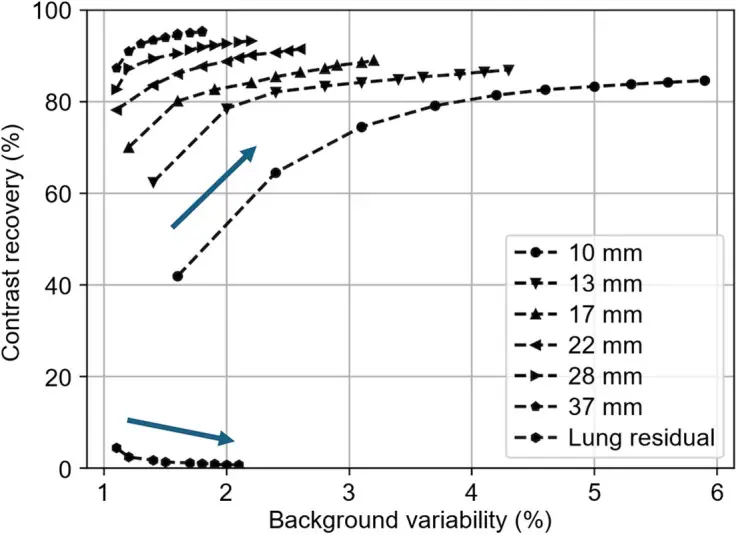 Contrast recovery (%)
100
80
60
40
20
0
10 mm
13 mm
17 mm
22 mm
28 mm
37 mm
Lung residual
1 2 3 4 5 6
Background variability (%)